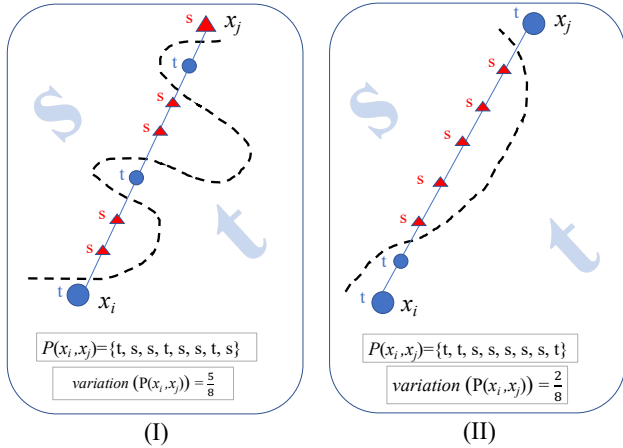 s x_j
t
s
s
s
t
s
s
t x_i
t
P(x_i,x_j)={t, s, s, t, s, s, t, s}
variation (P(x_i,x_j)) = 5/8
(I)
t x_j
s
s
s
s
s
s
t
t
t x_i
P(x_i,x_j)={t, t, s, s, s, s, s, t}
variation (P(x_i,x_j)) = 2/8
(II)